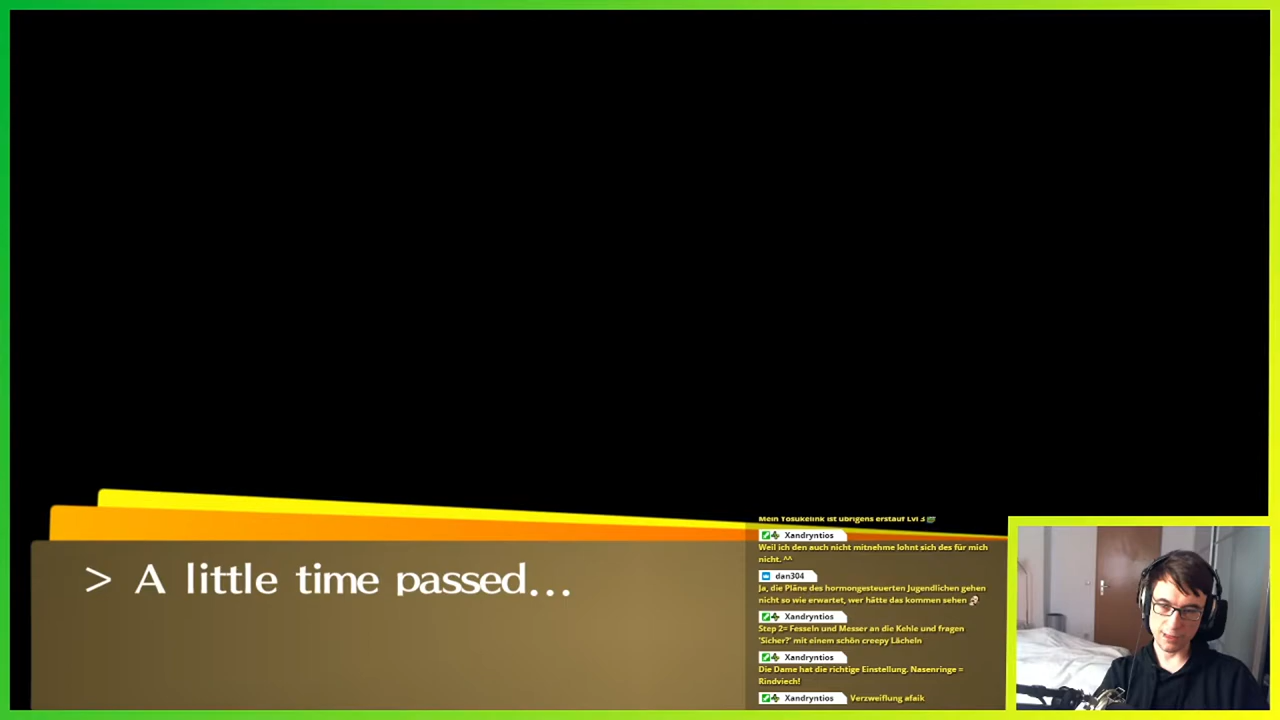 > A little time passed...
Mein Yosukelink ist übrigens erstauf Lvl 3
Xandryntios
Weil ich den auch nicht mitnehme lohnt sich des für mich
nicht. ^^
dan304
Ja, die Pläne des hormongesteuerten Jugendlichen gehen
nicht so wie erwartet, wer hätte das kommen sehen
Xandryntios
Step 2= Fesseln und Messer an die Kehle und fragen
'Sicher?' mit einem schön creepy Lächeln
Xandryntios
Die Dame hat die richtige Einstellung. Nasenringe =
Rindviech!
Xandryntios Verzweiflung afaik